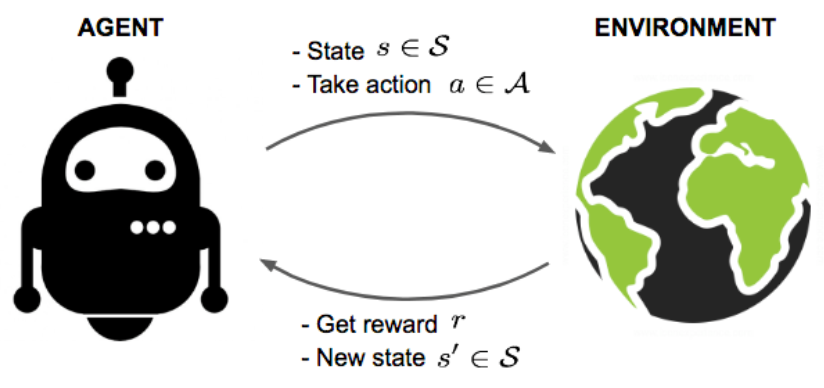 AGENT
ENVIRONMENT
- State s ∈ 𝒮
- Take action a ∈ 𝒜
- Get reward r
- New state s′ ∈ 𝒮